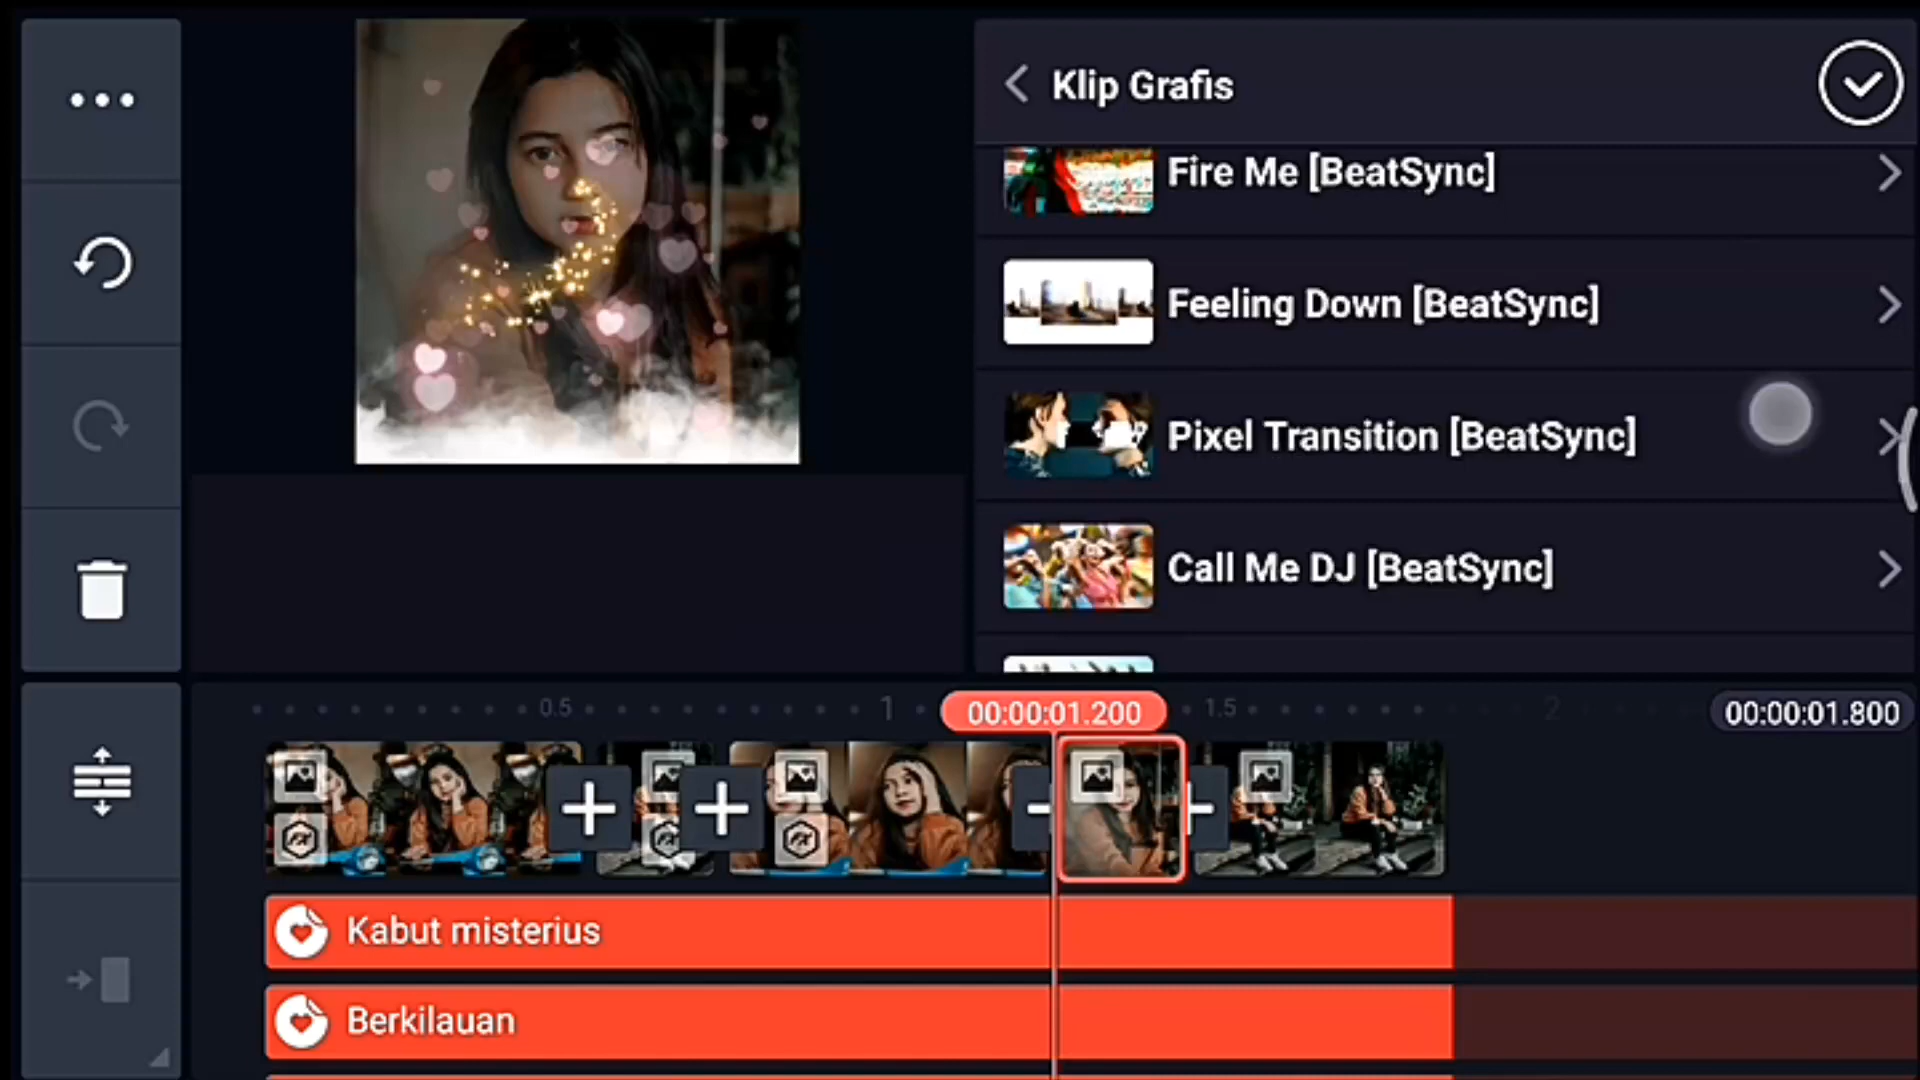 Klip Grafis
Fire Me [BeatSync]
Feeling Down [BeatSync]
Pixel Transition [BeatSync]
Call Me DJ [BeatSync]
0.5
1
00:00:01.200
1.5
2
00:00:01.800
Kabut misterius
Berkilauan